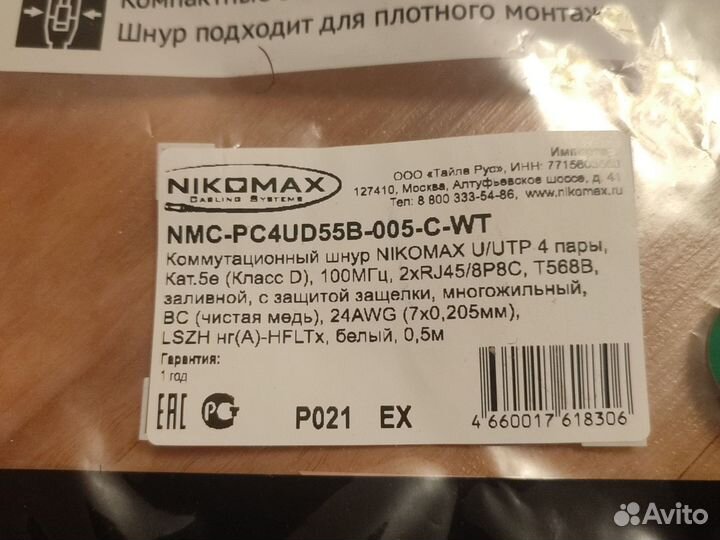 Компактные
Шнур подходит для плотного монтаж
NIKOMAX
CABLING SYSTEMS
Импортер
ООО «Тайле Рус», ИНН:
127410, Москва, Алтуфьевское шоссе, д. 41
Тел: 8 800 333-54-86, www.nikomax.ru
NMC-PC4UD55B-005-C-WT
Коммутационный шнур NIKOMAX U/UTP 4 пары,
Кат.5е (Класс D), 100МГц, 2xRJ45/8P8C, T568B,
заливной, с защитой защелки, многожильный,
BC (чистая медь), 24AWG (7x0,205мм),
LSZH нг(А)-HFLTx, белый, 0,5м
Гарантия:
1 год
EAC РСТ P021 EX
4 660017 618306
Avito